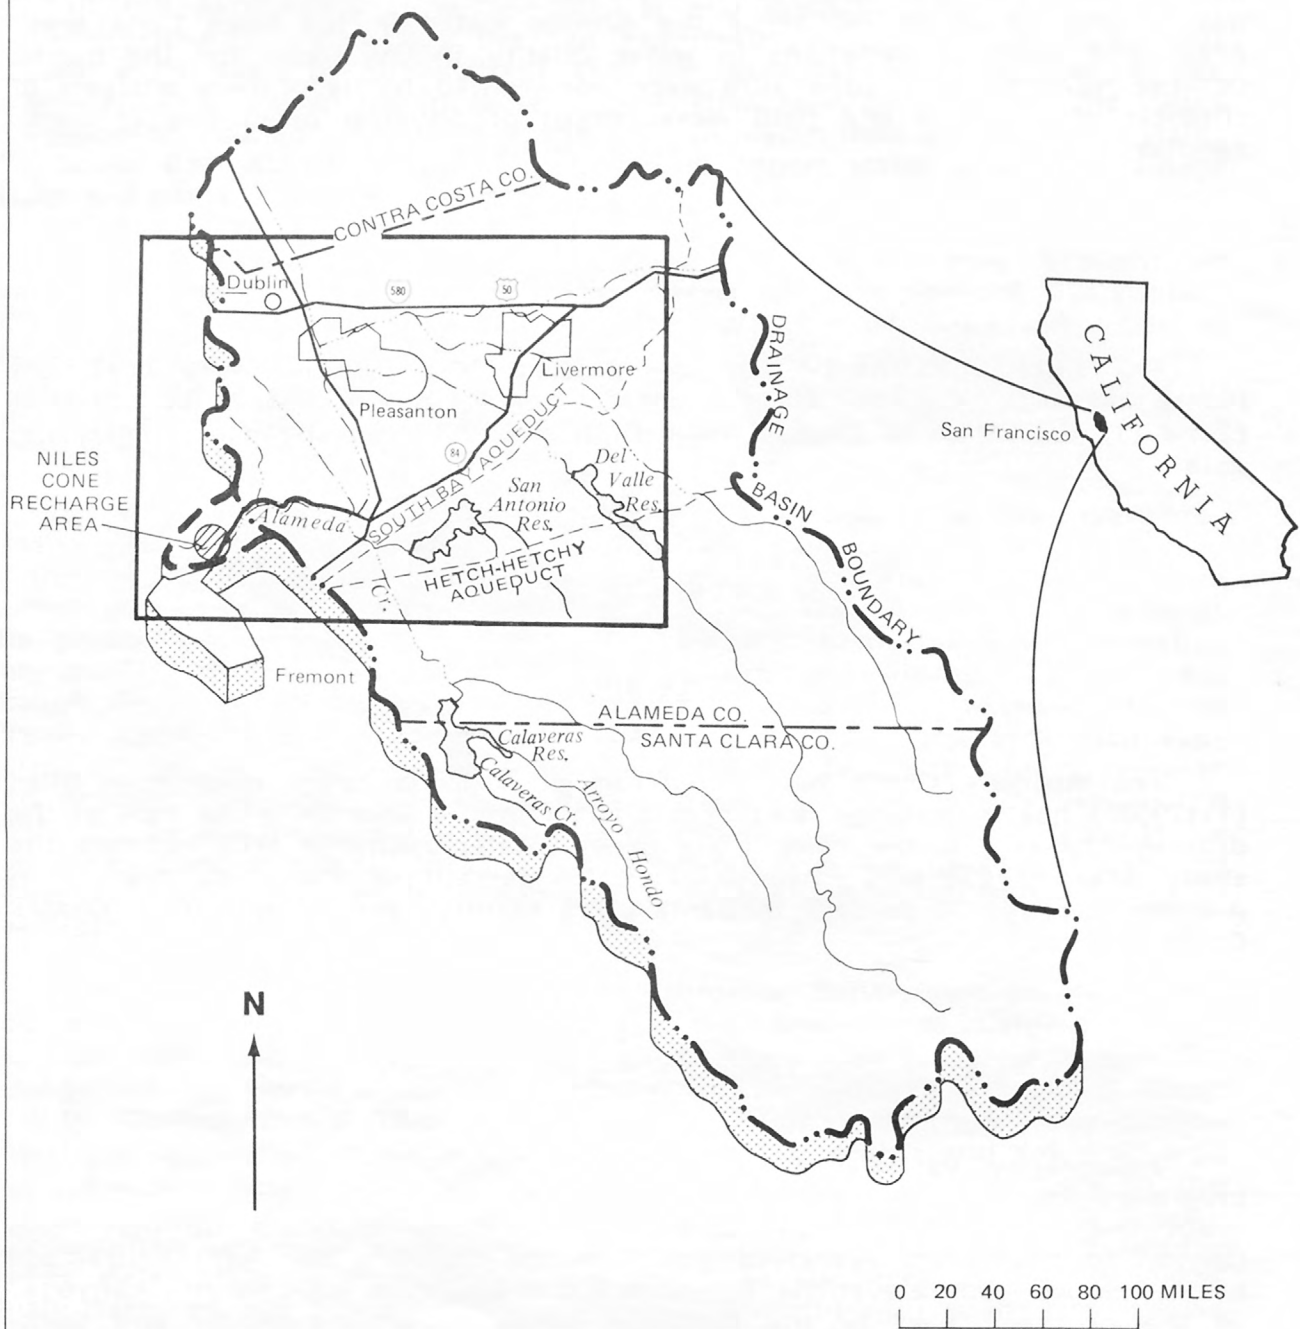 CONTRA COSTA CO.
Dublin
580
50
Livermore
Pleasanton
84
SOUTH BAY AQUEDUCT
NILES
CONE
RECHARGE
AREA
Alameda
Cr.
San
Antonio
Res.
Del
Valle
Res.
HETCH-HETCHY
AQUEDUCT
DRAINAGE
BASIN
BOUNDARY
CALIFORNIA
San Francisco
Fremont
ALAMEDA CO.
SANTA CLARA CO.
Calaveras
Res.
Calaveras Cr.
Arroyo
Hondo
N
0 20 40 60 80 100 MILES